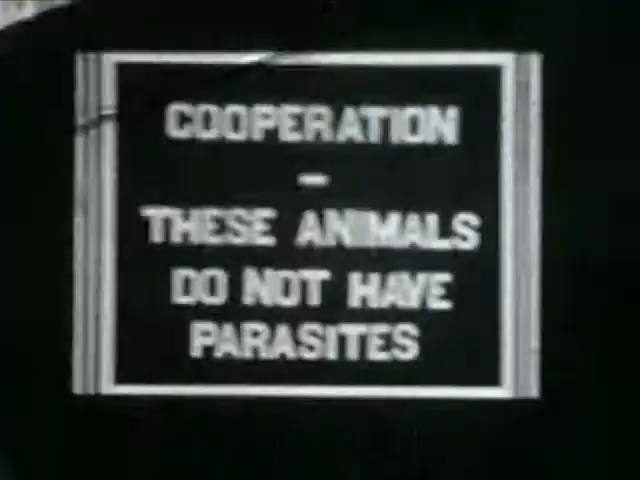 COOPERATION
-
THESE ANIMALS
DO NOT HAVE
PARASITES